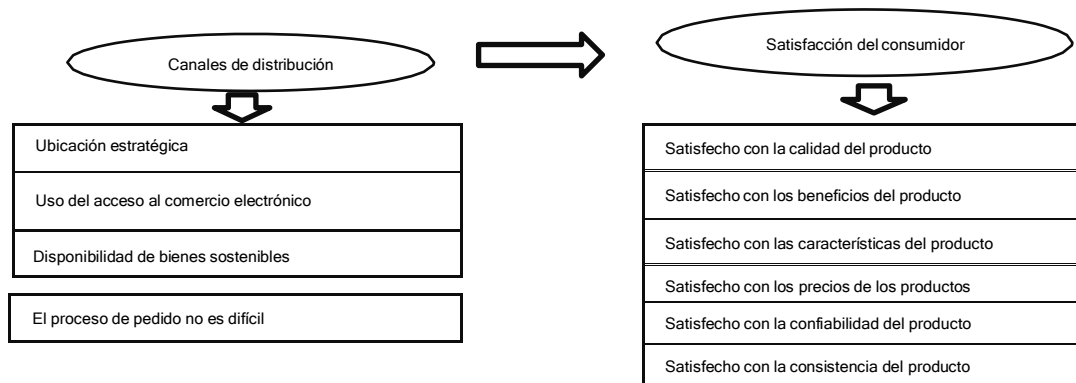 Canales de distribución
Satisfacción del consumidor
Ubicación estratégica
Uso del acceso al comercio electrónico
Disponibilidad de bienes sostenibles
El proceso de pedido no es difícil
Satisfecho con la calidad del producto
Satisfecho con los beneficios del producto
Satisfecho con las características del producto
Satisfecho con los precios de los productos
Satisfecho con la confiabilidad del producto
Satisfecho con la consistencia del producto